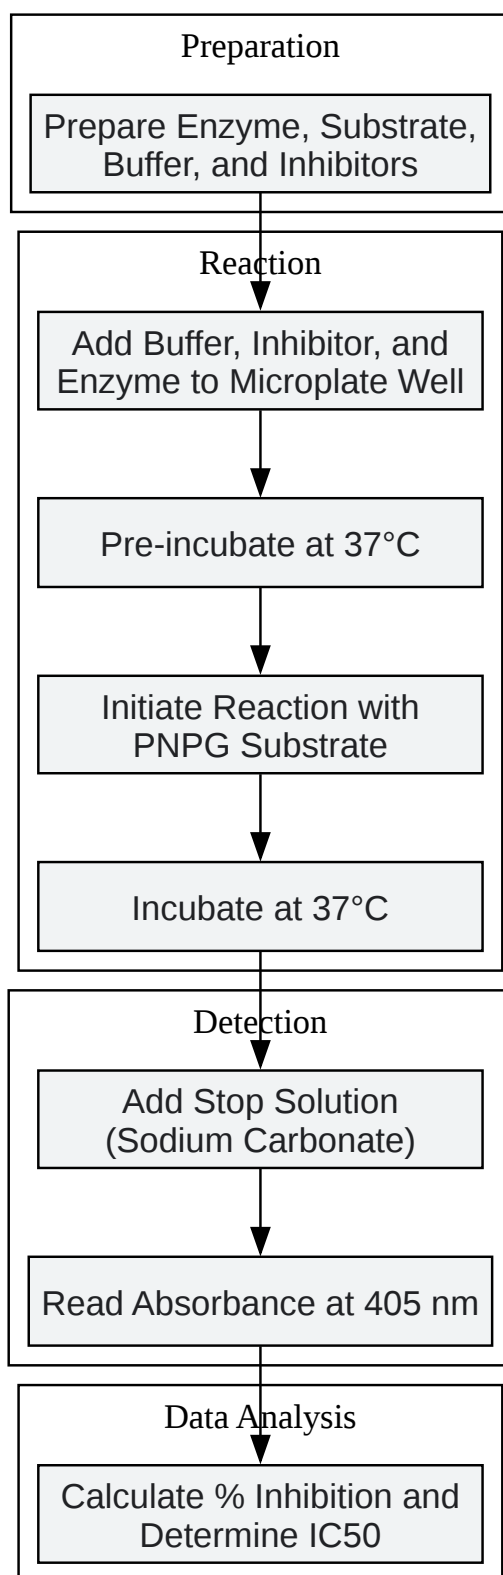 Preparation
Prepare Enzyme, Substrate,
Buffer, and Inhibitors
Reaction
Add Buffer, Inhibitor, and
Enzyme to Microplate Well
Pre-incubate at 37°C
Initiate Reaction with
PNPG Substrate
Incubate at 37°C
Detection
Add Stop Solution
(Sodium Carbonate)
Read Absorbance at 405 nm
Data Analysis
Calculate % Inhibition and
Determine IC50